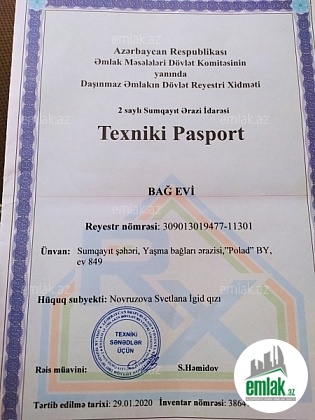 Azərbaycan Respublikası
Əmlak Məsələləri Dövlət Komitəsinin
yanında
Daşınmaz Əmlakın Dövlət Reyestri Xidməti
2 saylı Sumqayıt Ərazi İdarəsi
Texniki Pasport
BAĞ EVİ
Reyestr nömrəsi: 309013019477-11301
Ünvan: Sumqayıt şəhəri, Yaşma bağları ərazisi,"Polad" BY,
ev 849
Hüquq subyekti: Novruzova Svetlana İgid qızı
TEXNİKİ
SƏNƏDLƏR
ÜÇÜN
Rəis müavini: S.Həmidov
Tərtib edilmə tarixi: 29.01.2020 İnventar nömrəsi: 3864
emlak.az